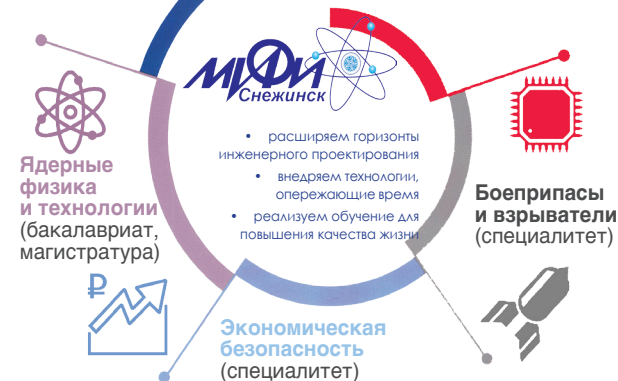 МИФИ
Снежинск
• расширяем горизонты
инженерного проектирования
• внедряем технологии,
опережающие время
• реализуем обучение для
повышения качества жизни
Ядерные
физика
и технологии
(бакалавриат,
магистратура)
Боеприпасы
и взрыватели
(специалитет)
₽
Экономическая
безопасность
(специалитет)